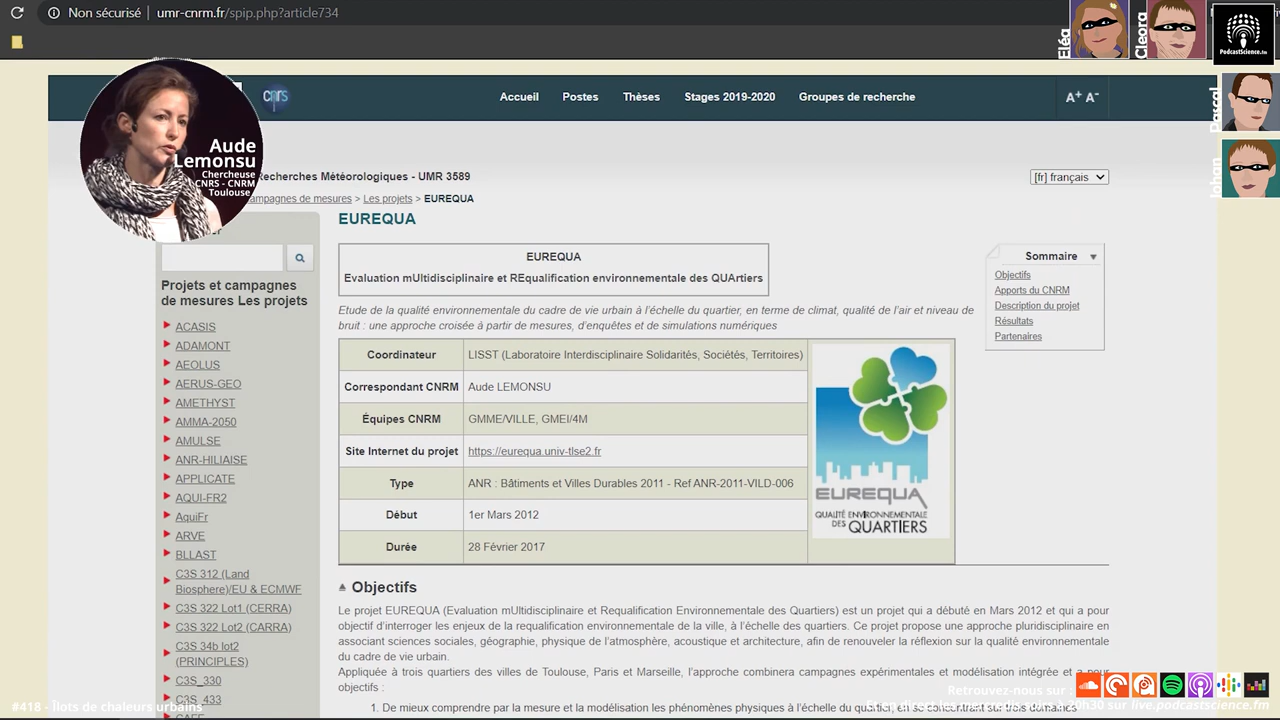 Non sécurisé | umr-cnrm.fr/spip.php?article734
Eléa
Cleora
PodcastScience.fm
cnrs
Accueil Postes Thèses Stages 2019-2020 Groupes de recherche
A+ A-
Pascal
Johan
Aude
Lemonsu
Chercheuse
CNRS - CNRM
Toulouse
Recherches Météorologiques - UMR 3589
[fr] français
campagnes de mesures > Les projets > EUREQUA
EUREQUA
EUREQUA
Evaluation mUltidisciplinaire et REqualification environnementale des QUArtiers
Sommaire
Objectifs
Apports du CNRM
Description du projet
Résultats
Partenaires
Projets et campagnes
de mesures Les projets
ACASIS
ADAMONT
AEOLUS
AERUS-GEO
AMETHYST
AMMA-2050
AMULSE
ANR-HILIAISE
APPLICATE
AQUI-FR2
AquiFr
ARVE
BLLAST
C3S 312 (Land
Biosphere)/EU & ECMWF
C3S 322 Lot1 (CERRA)
C3S 322 Lot2 (CARRA)
C3S 34b lot2
(PRINCIPLES)
C3S_330
C3S_433
Etude de la qualité environnementale du cadre de vie urbain à l'échelle du quartier, en terme de climat, qualité de l'air et niveau de
bruit : une approche croisée à partir de mesures, d'enquêtes et de simulations numériques
Coordinateur LISST (Laboratoire Interdisciplinaire Solidarités, Sociétés, Territoires)
Correspondant CNRM Aude LEMONSU
Équipes CNRM GMME/VILLE, GMEI/4M
Site Internet du projet https://eurequa.univ-tlse2.fr
Type ANR : Bâtiments et Villes Durables 2011 - Ref ANR-2011-VILD-006
Début 1er Mars 2012
Durée 28 Février 2017
EUREQUA
QUALITÉ ENVIRONNEMENTALE
DES QUARTIERS
Objectifs
Le projet EUREQUA (Evaluation mUltidisciplinaire et Requalification Environnementale des Quartiers) est un projet qui a débuté en Mars 2012 et qui a pour
objectif d'interroger les enjeux de la requalification environnementale de la ville, à l'échelle des quartiers. Ce projet propose une approche pluridisciplinaire en
associant sciences sociales, géographie, physique de l'atmosphère, acoustique et architecture, afin de renouveler la réflexion sur la qualité environnementale
du cadre de vie urbain.
Appliquée à trois quartiers des villes de Toulouse, Paris et Marseille, l'approche combinera campagnes expérimentales et modélisation intégrée et a pour
objectifs :
1. De mieux comprendre par la mesure et la modélisation les phénomènes physiques à l'échelle du quartier, en se concentrant sur trois domaines
Retrouvez-nous sur :
#418 - Îlots de chaleurs urbains
Et en direct les mercredis soirs à 20h30 sur live.podcastscience.fm